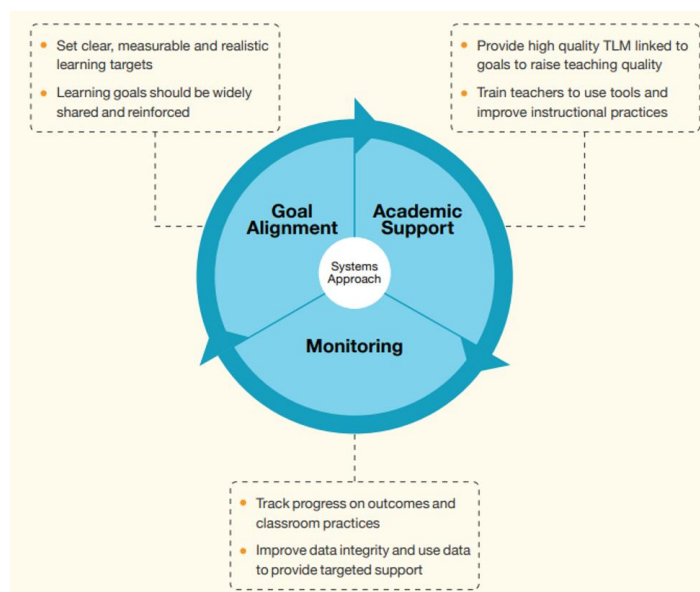 Set clear, measurable and realistic
learning targets
Learning goals should be widely
shared and reinforced
Provide high quality TLM linked to
goals to raise teaching quality
Train teachers to use tools and
improve instructional practices
Goal
Alignment
Academic
Support
Systems
Approach
Monitoring
Track progress on outcomes and
classroom practices
Improve data integrity and use data
to provide targeted support